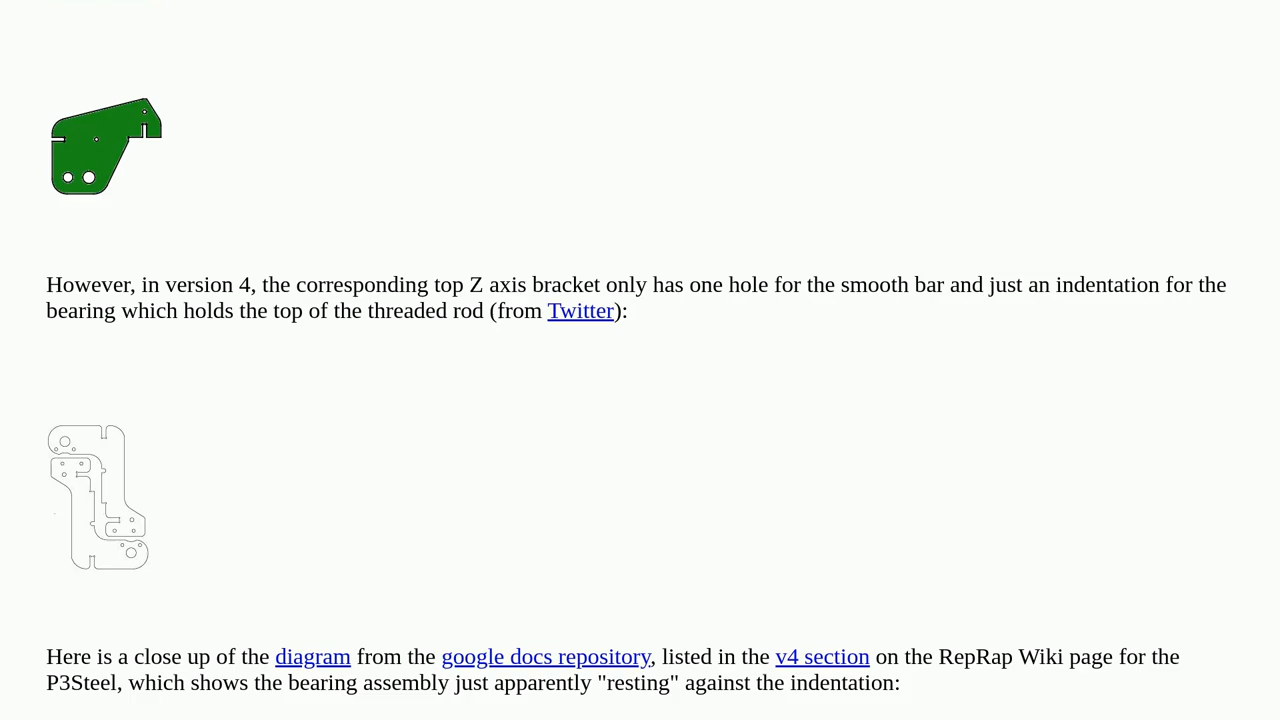 However, in version 4, the corresponding top Z axis bracket only has one hole for the smooth bar and just an indentation for the
bearing which holds the top of the threaded rod (from Twitter):
Here is a close up of the diagram from the google docs repository, listed in the v4 section on the RepRap Wiki page for the
P3Steel, which shows the bearing assembly just apparently "resting" against the indentation: